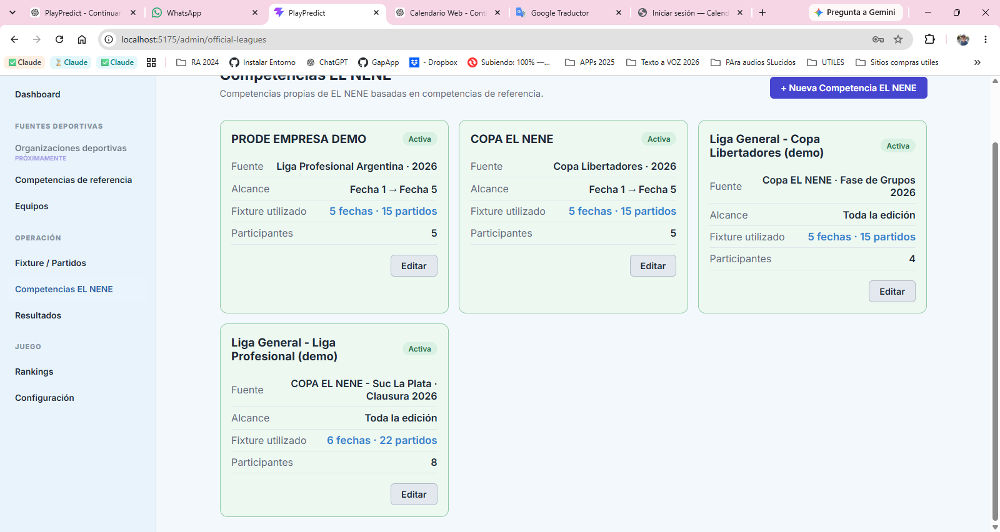 PlayPredict - Continuar
WhatsApp
PlayPredict
Calendario Web - Conti
Google Traductor
Iniciar sesión — Calend
Pregunta a Gemini
localhost:5175/admin/official-leagues
Claude
Claude
Claude
RA 2024
Instalar Entorno
ChatGPT
GapApp
- Dropbox
Subiendo: 100% —...
APPs 2025
Texto a VOZ 2026
PAra audios SLucidos
UTILES
Sitios compras utiles
Dashboard
FUENTES DEPORTIVAS
Organizaciones deportivas
PRÓXIMAMENTE
Competencias de referencia
Equipos
OPERACIÓN
Fixture / Partidos
Competencias EL NENE
Resultados
JUEGO
Rankings
Configuración
Competencias EL NENE
Competencias propias de EL NENE basadas en competencias de referencia.
+ Nueva Competencia EL NENE
PRODE EMPRESA DEMO
Activa
Fuente Liga Profesional Argentina · 2026
Alcance Fecha 1 → Fecha 5
Fixture utilizado 5 fechas · 15 partidos
Participantes 5
Editar
COPA EL NENE
Activa
Fuente Copa Libertadores · 2026
Alcance Fecha 1 → Fecha 5
Fixture utilizado 5 fechas · 15 partidos
Participantes 5
Editar
Liga General - Copa
Libertadores (demo)
Activa
Fuente Copa EL NENE · Fase de Grupos
2026
Alcance Toda la edición
Fixture utilizado 5 fechas · 15 partidos
Participantes 4
Editar
Liga General - Liga
Profesional (demo)
Activa
Fuente COPA EL NENE - Suc La Plata ·
Clausura 2026
Alcance Toda la edición
Fixture utilizado 6 fechas · 22 partidos
Participantes 8
Editar